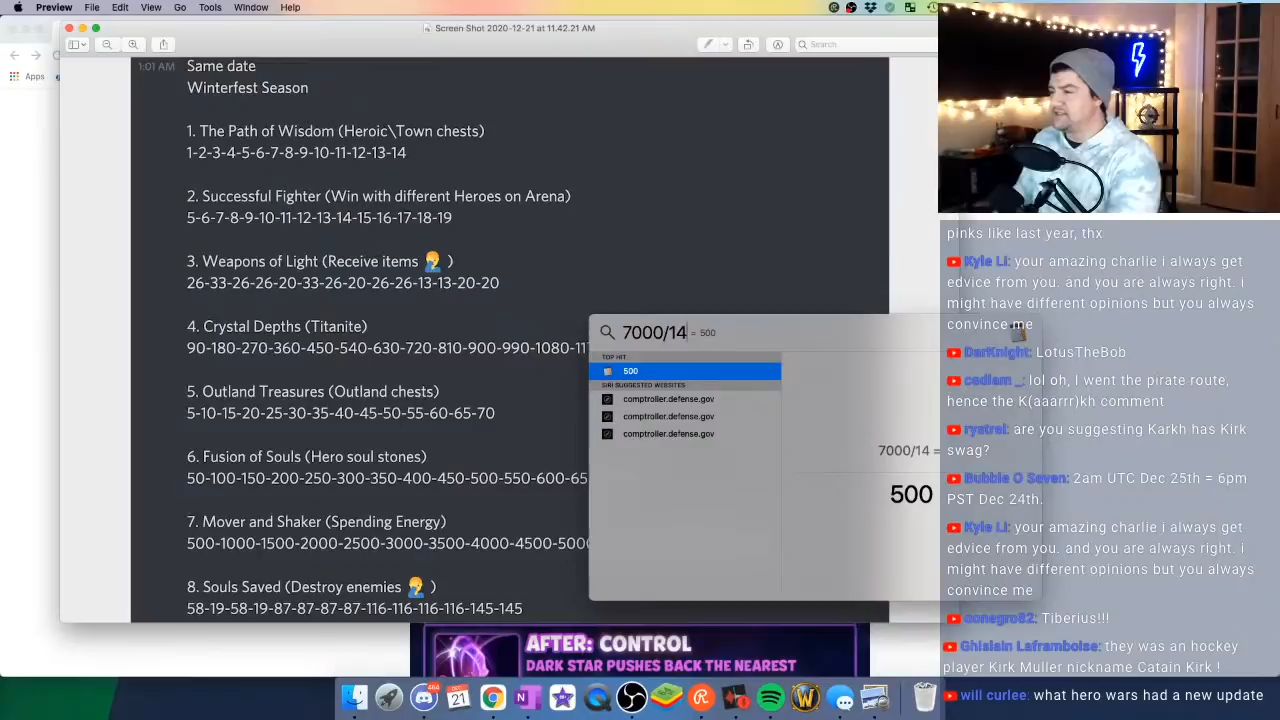 Preview File Edit View Go Tools Window Help
Screen Shot 2020-12-21 at 11.42.21 AM
Search
Apps
1:01 AM Same date
Winterfest Season
1. The Path of Wisdom (Heroic\Town chests)
1-2-3-4-5-6-7-8-9-10-11-12-13-14
2. Successful Fighter (Win with different Heroes on Arena)
5-6-7-8-9-10-11-12-13-14-15-16-17-18-19
3. Weapons of Light (Receive items 🤦 )
26-33-26-26-20-33-26-20-26-26-13-13-20-20
4. Crystal Depths (Titanite)
90-180-270-360-450-540-630-720-810-900-990-1080-11
5. Outland Treasures (Outland chests)
5-10-15-20-25-30-35-40-45-50-55-60-65-70
6. Fusion of Souls (Hero soul stones)
50-100-150-200-250-300-350-400-450-500-550-600-65
7. Mover and Shaker (Spending Energy)
500-1000-1500-2000-2500-3000-3500-4000-4500-5000
8. Souls Saved (Destroy enemies 🤦 )
58-19-58-19-87-87-87-87-116-116-116-116-145-145
7000/14 = 500
TOP HIT
500
SIRI SUGGESTED WEBSITES
comptroller.defense.gov
comptroller.defense.gov
comptroller.defense.gov
7000/14 =
500
AFTER: CONTROL
DARK STAR PUSHES BACK THE NEAREST
pinks like last year, thx
Kyle Li: your amazing charlie i always get
edvice from you. and you are always right. i
might have different opinions but you always
convince me
DarKnight: LotusTheBob
cedlam _: lol oh, I went the pirate route,
hence the K(aaarrr)kh comment
rystrel: are you suggesting Karkh has Kirk
swag?
Bubble O Seven: 2am UTC Dec 25th = 6pm
PST Dec 24th.
Kyle Li: your amazing charlie i always get
edvice from you. and you are always right. i
might have different opinions but you always
convince me
oonegro82: Tiberius!!!
Ghislain Laframboise: they was an hockey
player Kirk Muller nickname Catain Kirk !
will curlee: what hero wars had a new update
464
DEC
21